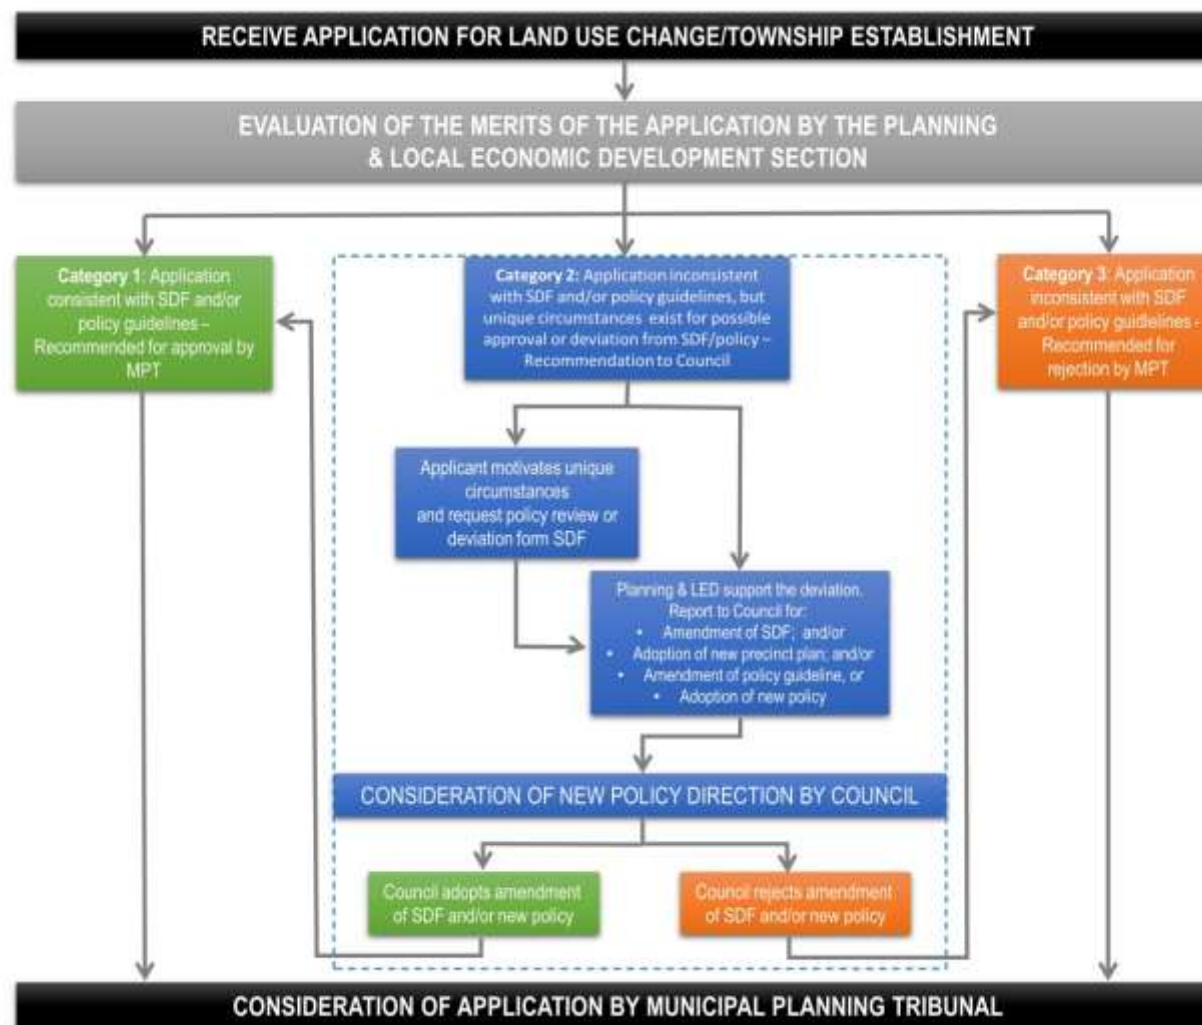 RECEIVE APPLICATION FOR LAND USE CHANGE/TOWNSHIP ESTABLISHMENT
EVALUATION OF THE MERITS OF THE APPLICATION BY THE PLANNING
& LOCAL ECONOMIC DEVELOPMENT SECTION
Category 1: Application
consistent with SDF and/or
policy guidelines –
Recommended for approval by
MPT
Category 2: Application inconsistent
with SDF and/or policy guidelines, but
unique circumstances exist for possible
approval or deviation from SDF/policy –
Recommendation to Council
Category 3: Application
inconsistent with SDF
and/or policy guidlelines -
Recommended for
rejection by MPT
Applicant motivates unique
circumstances
and request policy review or
deviation form SDF
Planning & LED support the deviation.
Report to Council for:
• Amendment of SDF; and/or
• Adoption of new precinct plan; and/or
• Amendment of policy guideline, or
• Adoption of new policy
CONSIDERATION OF NEW POLICY DIRECTION BY COUNCIL
Council adopts amendment
of SDF and/or new policy
Council rejects amendment
of SDF and/or new policy
CONSIDERATION OF APPLICATION BY MUNICIPAL PLANNING TRIBUNAL